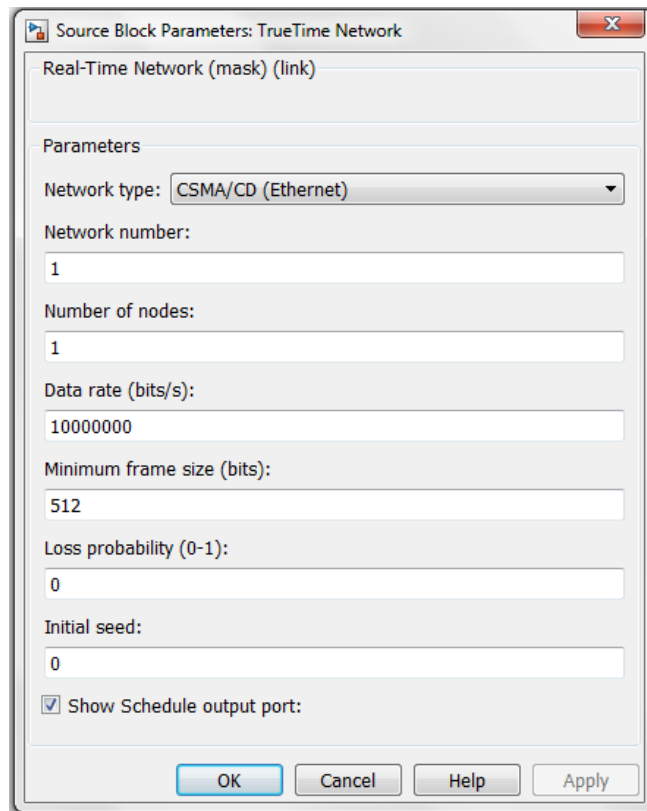 Source Block Parameters: TrueTime Network
Real-Time Network (mask) (link)
Parameters
Network type: CSMA/CD (Ethernet)
Network number:
1
Number of nodes:
1
Data rate (bits/s):
10000000
Minimum frame size (bits):
512
Loss probability (0-1):
0
Initial seed:
0
Show Schedule output port:
OK Cancel Help Apply